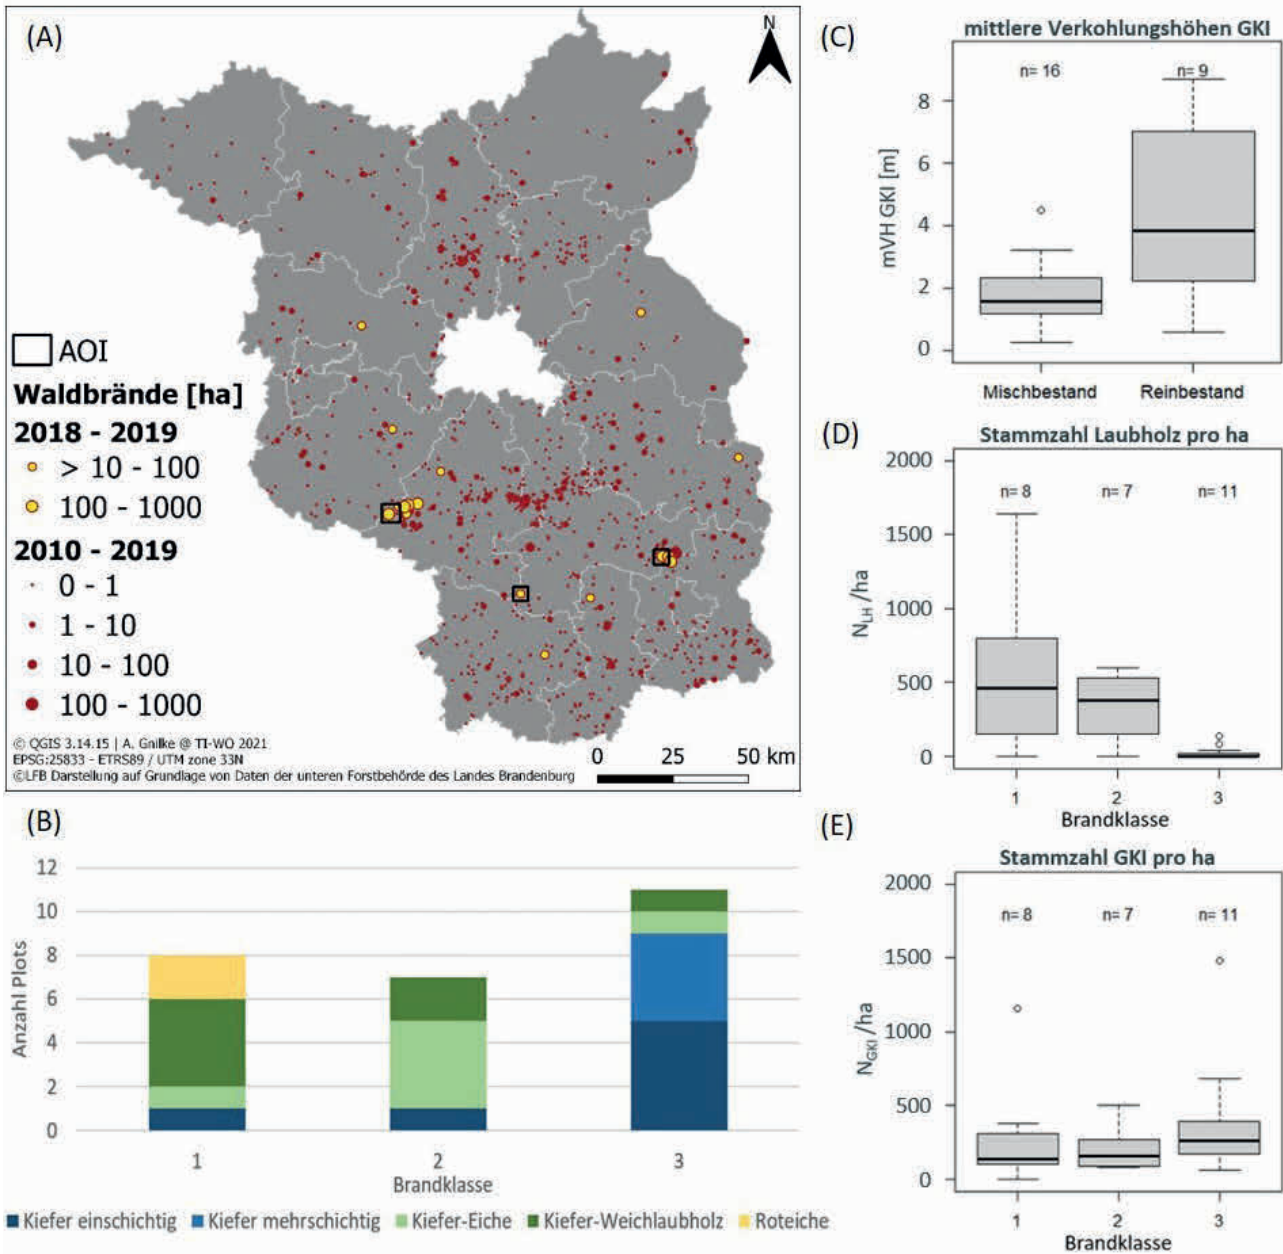 (A)
N
AOI
Waldbrände [ha]
2018 - 2019
> 10 - 100
100 - 1000
2010 - 2019
0 - 1
1 - 10
10 - 100
100 - 1000
© QGIS 3.14.15 | A. Gnilke @ TI-WO 2021
EPSG:25833 - ETRS89 / UTM zone 33N
©LFB Darstellung auf Grundlage von Daten der unteren Forstbehörde des Landes Brandenburg
0 25 50 km
(B)
12
10
8
6
4
2
0
Anzahl Plots
1 2 3
Brandklasse
Kiefer einschichtig Kiefer mehrschichtig Kiefer-Eiche Kiefer-Weichlaubholz Roteiche
(C)
mittlere Verkohlungshöhen GKI
n= 16 n= 9
8
6
4
2
0
mVH GKI [m]
Mischbestand Reinbestand
(D)
Stammzahl Laubholz pro ha
2000
n= 8 n= 7 n= 11
1500
1000
500
0
N_LH /ha
1 2 3
Brandklasse
(E)
Stammzahl GKI pro ha
2000
n= 8 n= 7 n= 11
1500
1000
500
0
N_GKI /ha
1 2 3
Brandklasse